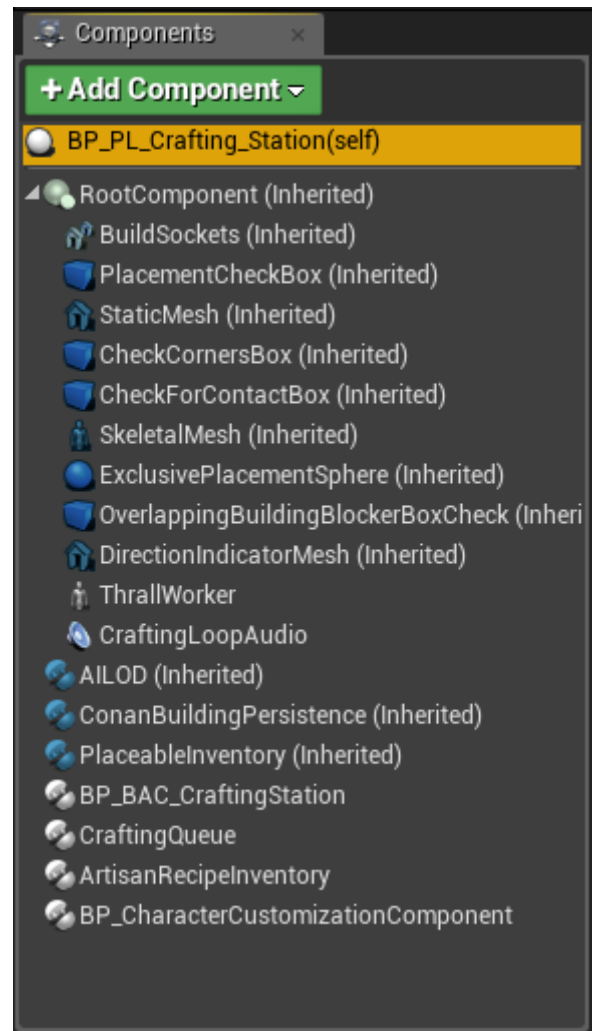 Components
+ Add Component
BP_PL_Crafting_Station(self)
RootComponent (Inherited)
BuildSockets (Inherited)
PlacementCheckBox (Inherited)
StaticMesh (Inherited)
CheckCornersBox (Inherited)
CheckForContactBox (Inherited)
SkeletalMesh (Inherited)
ExclusivePlacementSphere (Inherited)
OverlappingBuildingBlockerBoxCheck (Inheri
DirectionIndicatorMesh (Inherited)
ThrallWorker
CraftingLoopAudio
AILOD (Inherited)
ConanBuildingPersistence (Inherited)
PlaceableInventory (Inherited)
BP_BAC_CraftingStation
CraftingQueue
ArtisanRecipeInventory
BP_CharacterCustomizationComponent